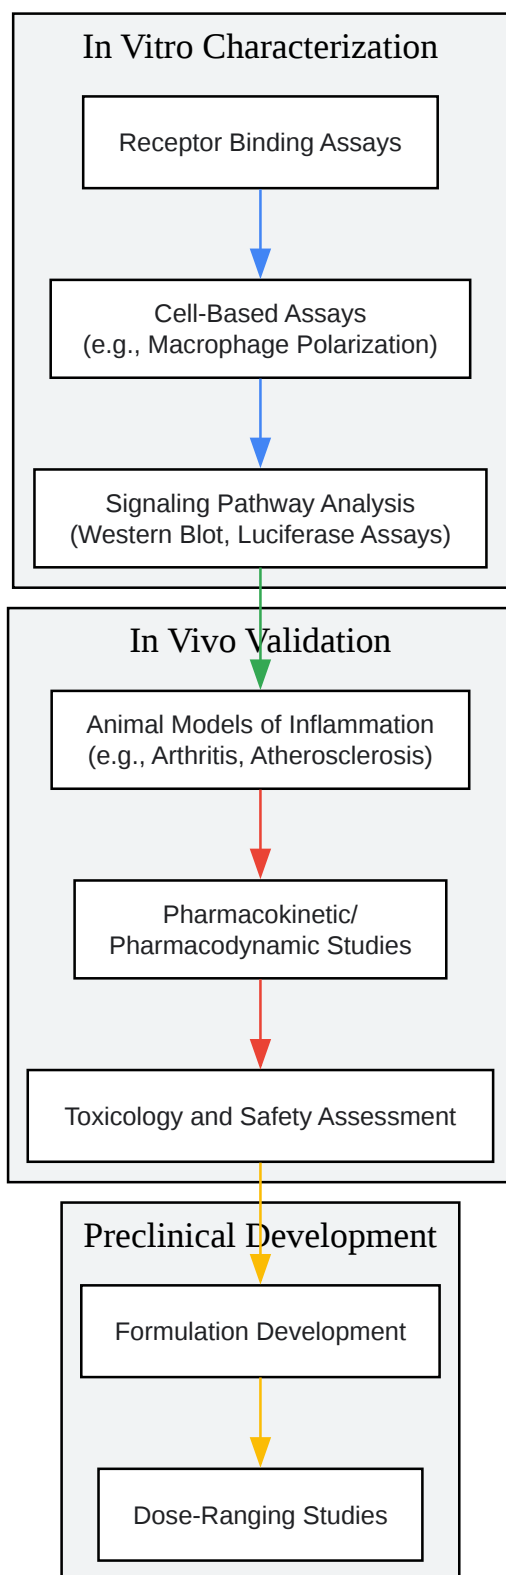 In Vitro Characterization
Receptor Binding Assays
Cell-Based Assays
(e.g., Macrophage Polarization)
Signaling Pathway Analysis
(Western Blot, Luciferase Assays)
In Vivo Validation
Animal Models of Inflammation
(e.g., Arthritis, Atherosclerosis)
Pharmacokinetic/
Pharmacodynamic Studies
Toxicology and Safety Assessment
Preclinical Development
Formulation Development
Dose-Ranging Studies